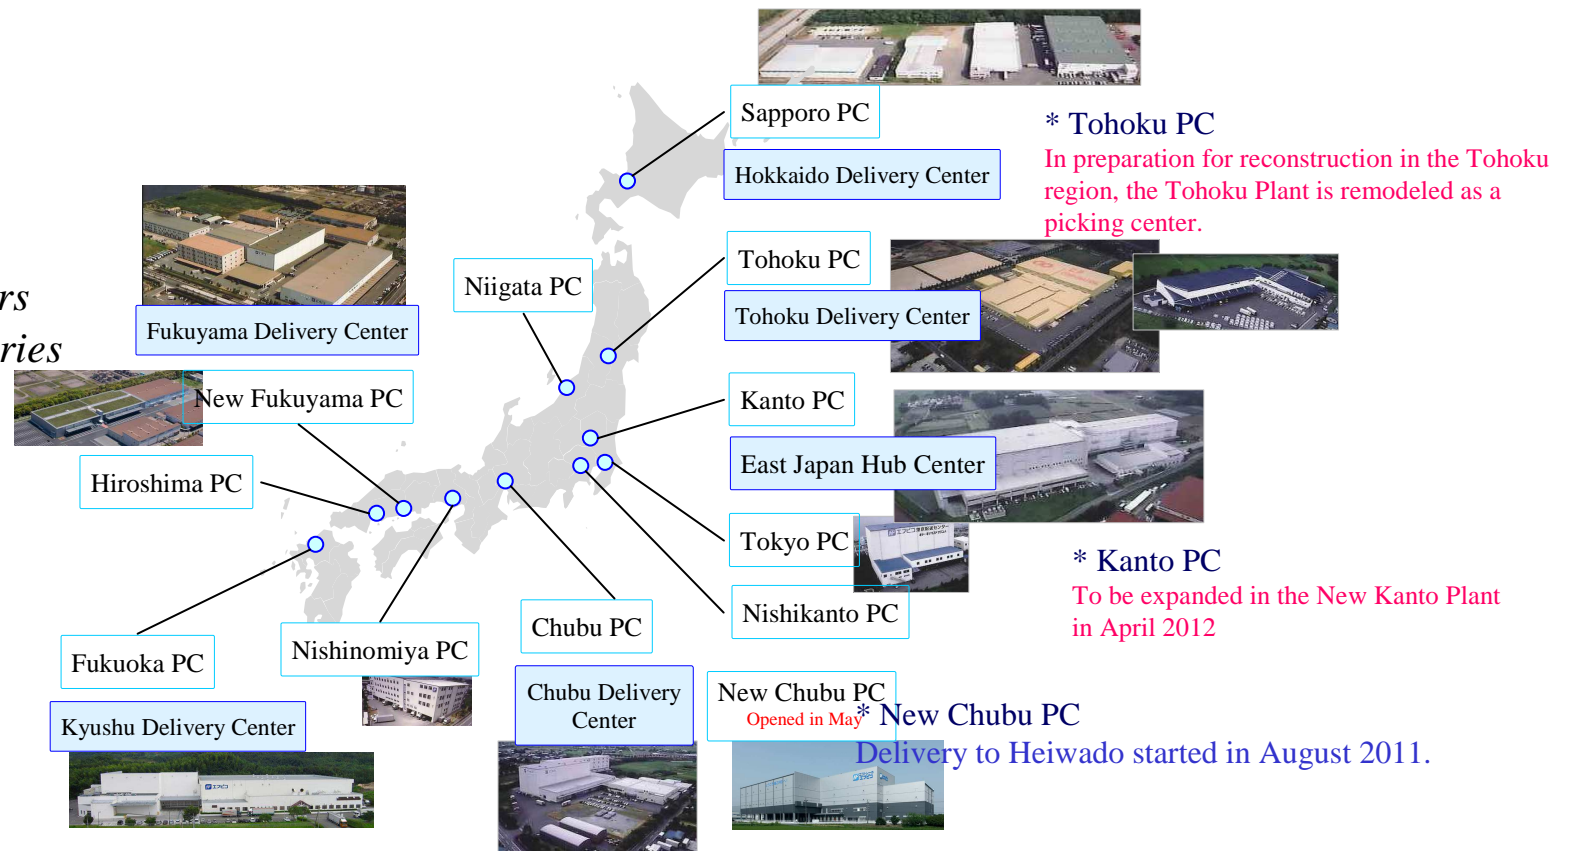 Sapporo PC
Hokkaido Delivery Center
* Tohoku PC
In preparation for reconstruction in the Tohoku
region, the Tohoku Plant is remodeled as a
picking center.
Tohoku PC
Tohoku Delivery Center
Niigata PC
rs
ries
Fukuyama Delivery Center
New Fukuyama PC
Hiroshima PC
Kanto PC
East Japan Hub Center
Tokyo PC
Nishikanto PC
* Kanto PC
To be expanded in the New Kanto Plant
in April 2012
Chubu PC
Nishinomiya PC
Fukuoka PC
Kyushu Delivery Center
Chubu Delivery
Center
New Chubu PC
Opened in May
* New Chubu PC
Delivery to Heiwado started in August 2011.
エフピコ